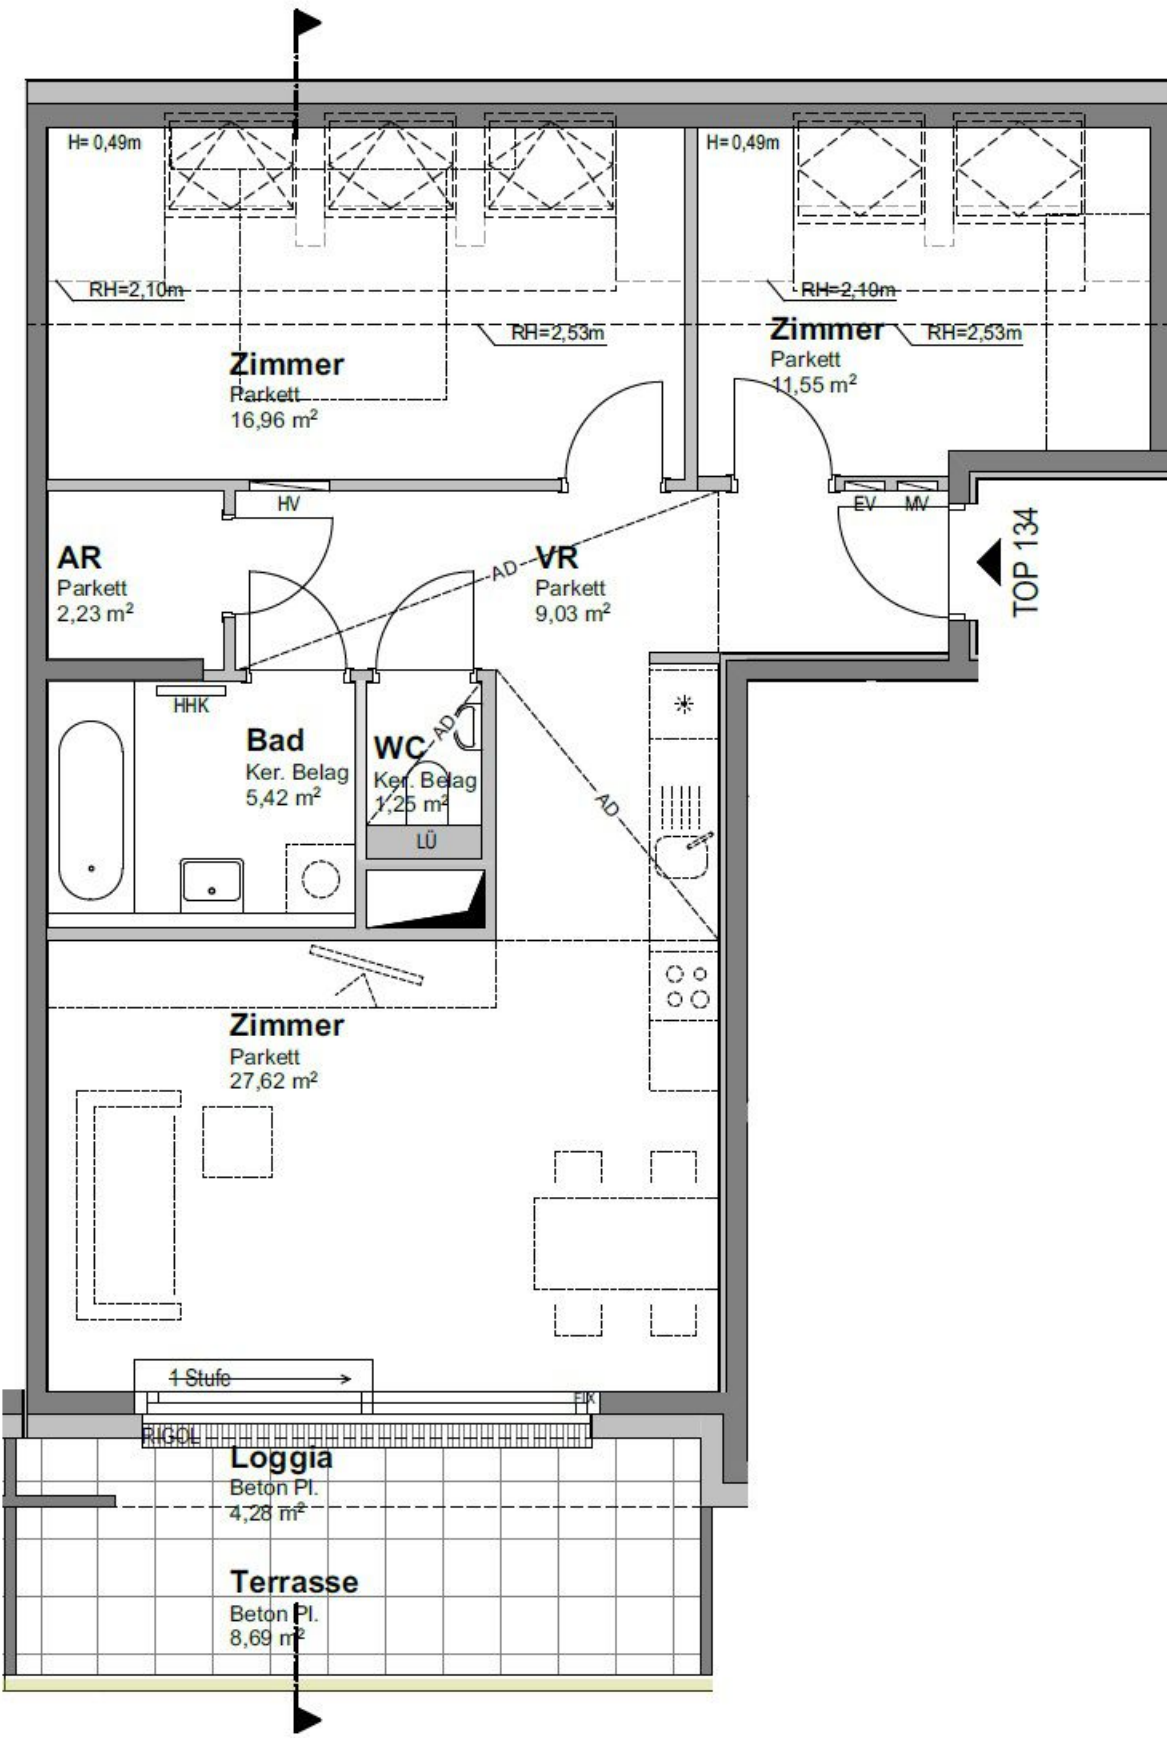 H= 0,49m
H= 0,49m
RH=2,10m
RH=2,10m
RH=2,53m
RH=2,53m
Zimmer
Parkett
16,96 m²
Zimmer
Parkett
11,55 m²
HV
EV
MV
AR
Parkett
2,23 m²
AD
VR
Parkett
9,03 m²
TOP 134
HHK
Bad
Ker. Belag
5,42 m²
WC
Ker. Belag
1,25 m²
AD
LÜ
AD
Zimmer
Parkett
27,62 m²
1 Stufe
FIX
RIGOL
Loggia
Beton Pl.
4,28 m²
Terrasse
Beton Pl.
8,69 m²